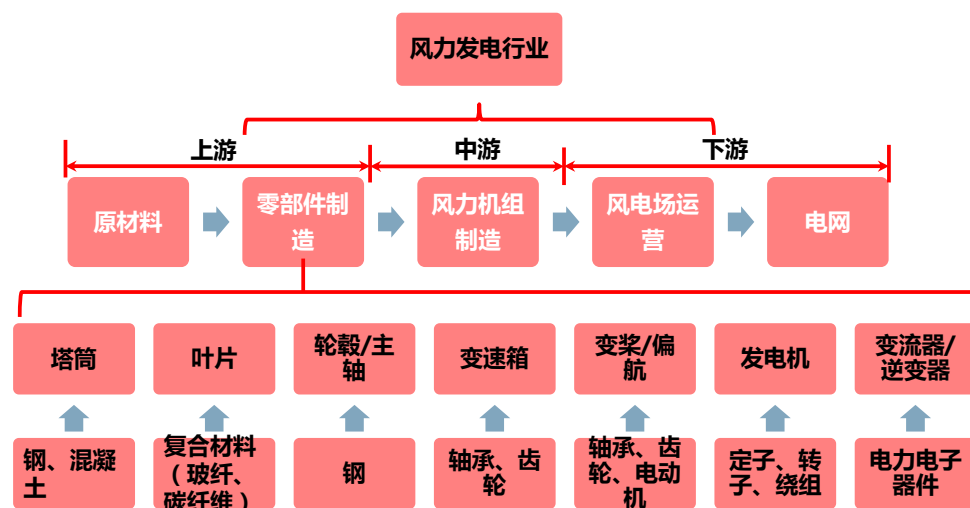 风力发电行业
上游
中游
下游
原材料
零部件制
造
风力机组
制造
风电场运
营
电网
塔筒
叶片
轮毂/主
轴
变速箱
变桨/偏
航
发电机
变流器/
逆变器
钢、混凝
土
复合材料
（玻纤、
碳纤维）
钢
轴承、齿
轮
轴承、齿
轮、电动
机
定子、转
子、绕组
电力电子
器件